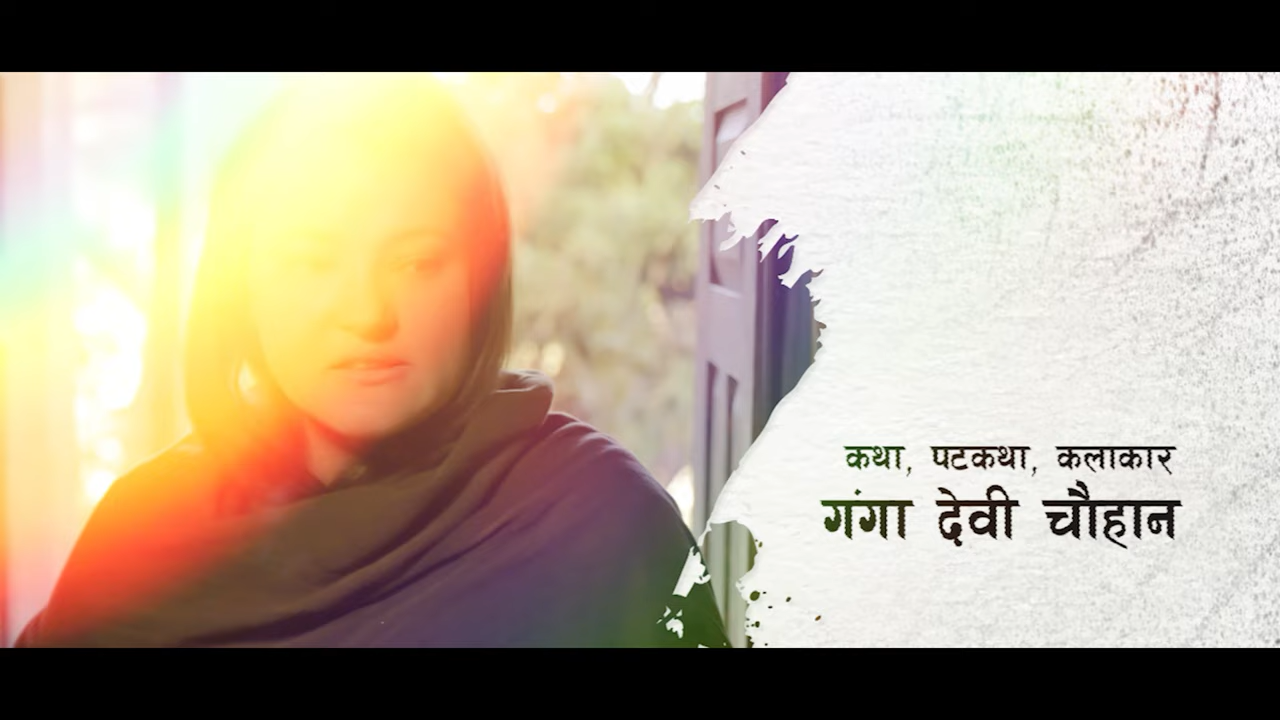 कथा, पटकथा, कलाकार
गंगा देवी चौहान